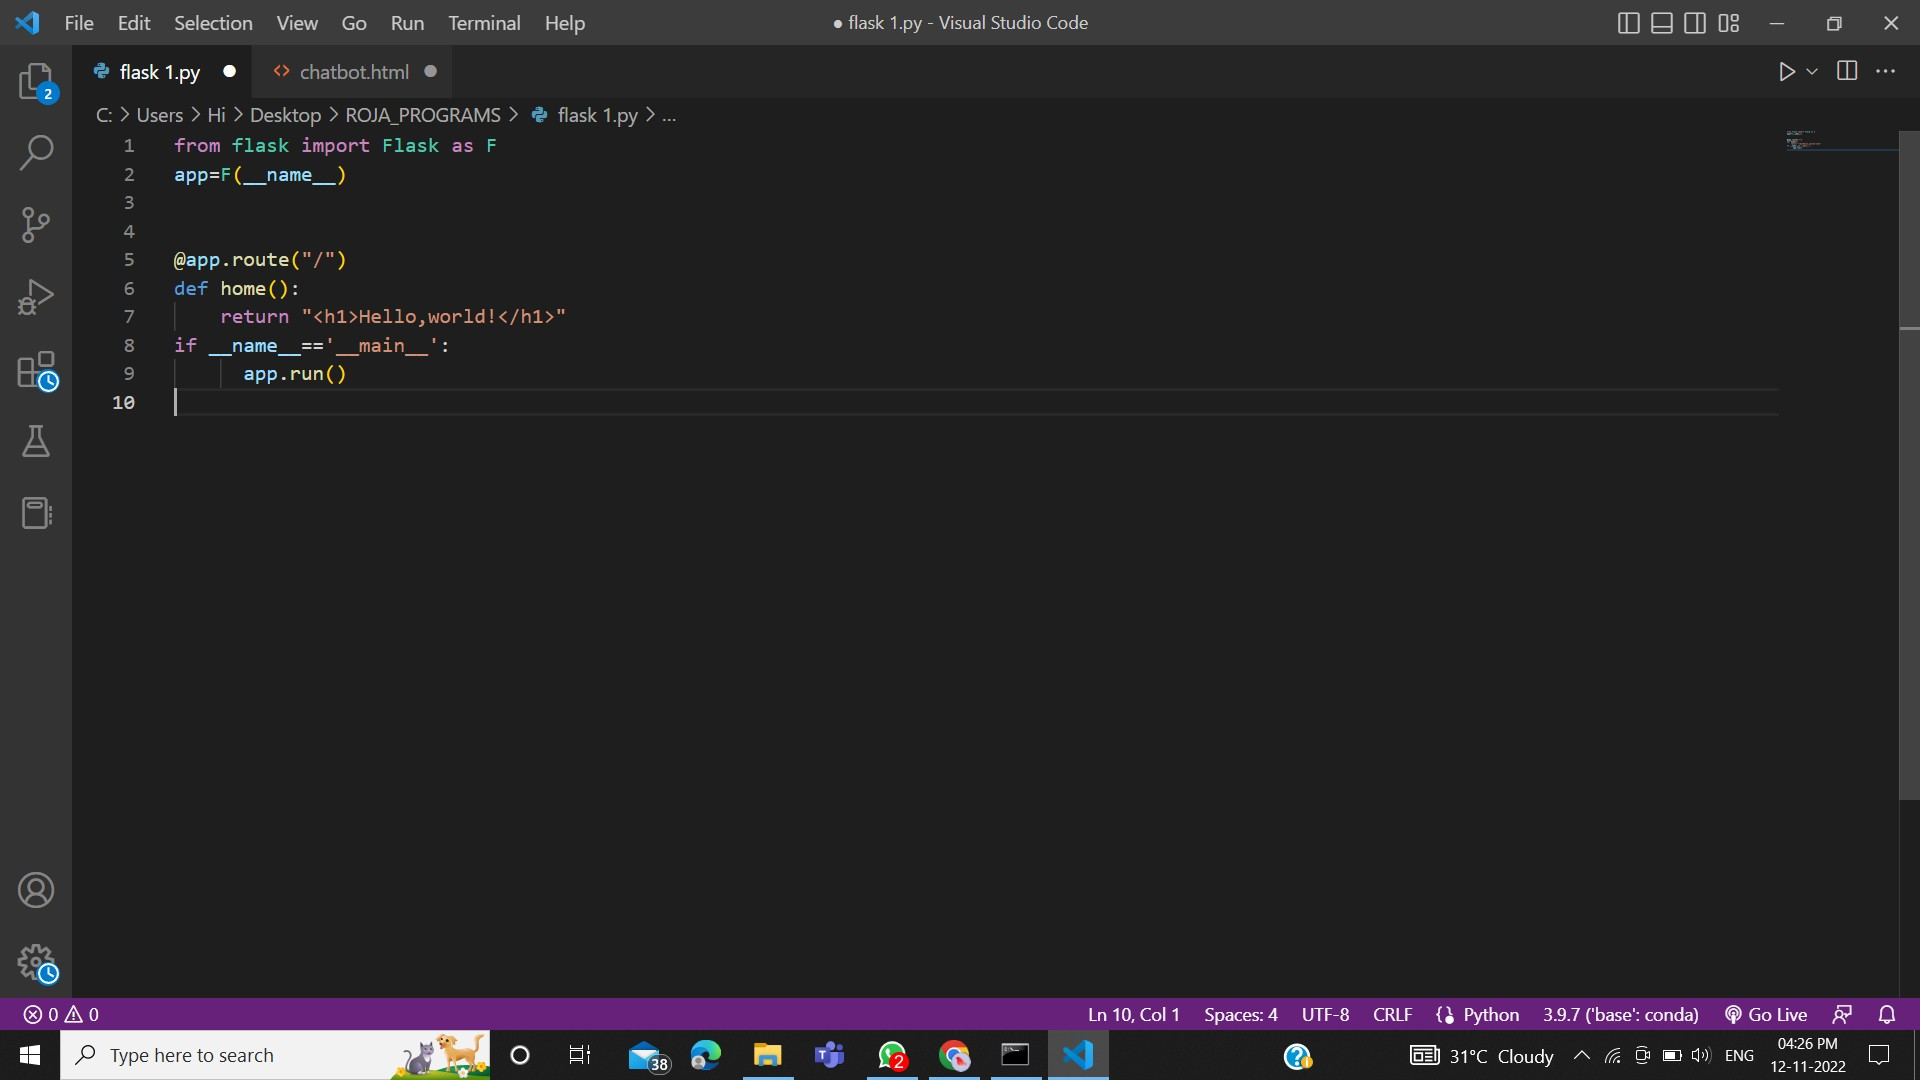 File Edit Selection View Go Run Terminal Help ● flask 1.py - Visual Studio Code
flask 1.py chatbot.html
2
C: > Users > Hi > Desktop > ROJA_PROGRAMS > flask 1.py > ...
1 from flask import Flask as F
2 app=F(__name__)
3
4
5 @app.route("/")
6 def home():
7     return "<h1>Hello,world!</h1>"
8 if __name__=='__main__':
9       app.run()
10
0 0 Ln 10, Col 1 Spaces: 4 UTF-8 CRLF Python 3.9.7 ('base': conda) Go Live
Type here to search 38 2 31°C Cloudy ENG 04:26 PM
12-11-2022